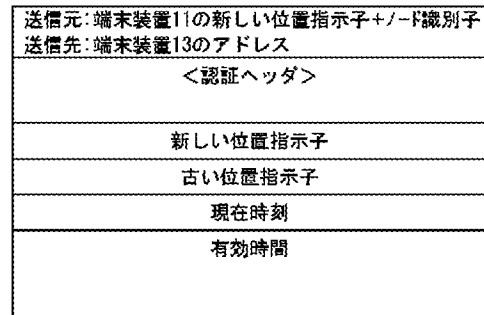 送信元:端末装置11の新しい位置指示子+ノード識別子
送信先:端末装置13のアドレス
<認証ヘッダ>
新しい位置指示子
古い位置指示子
現在時刻
有効時間